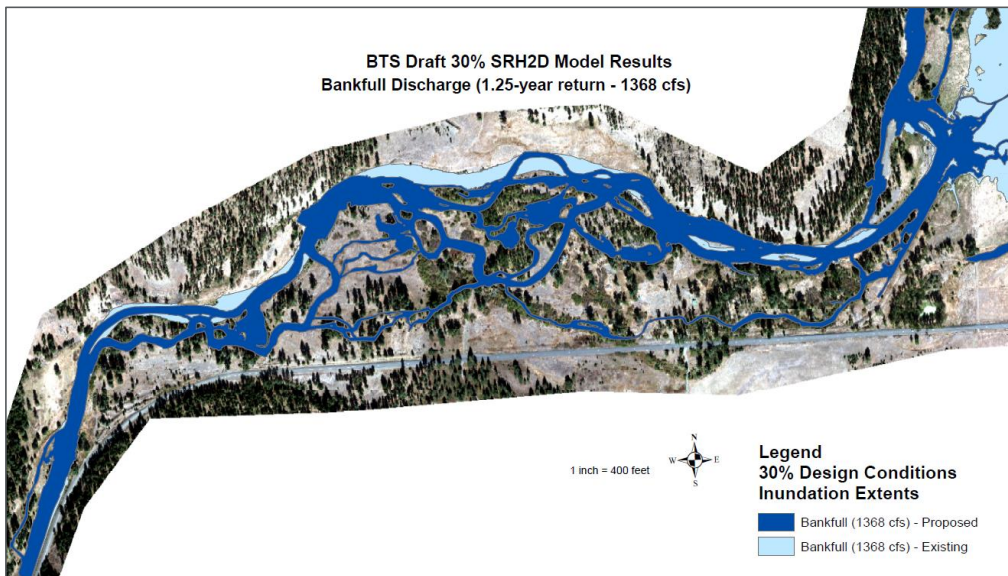 BTS Draft 30% SRH2D Model Results
Bankfull Discharge (1.25-year return - 1368 cfs)
N
W E
S
1 inch = 400 feet
Legend
30% Design Conditions
Inundation Extents
Bankfull (1368 cfs) - Proposed
Bankfull (1368 cfs) - Existing